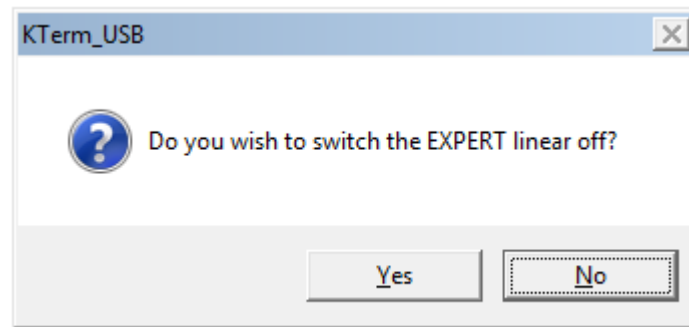 KTerm_USB
Do you wish to switch the EXPERT linear off?
Yes No